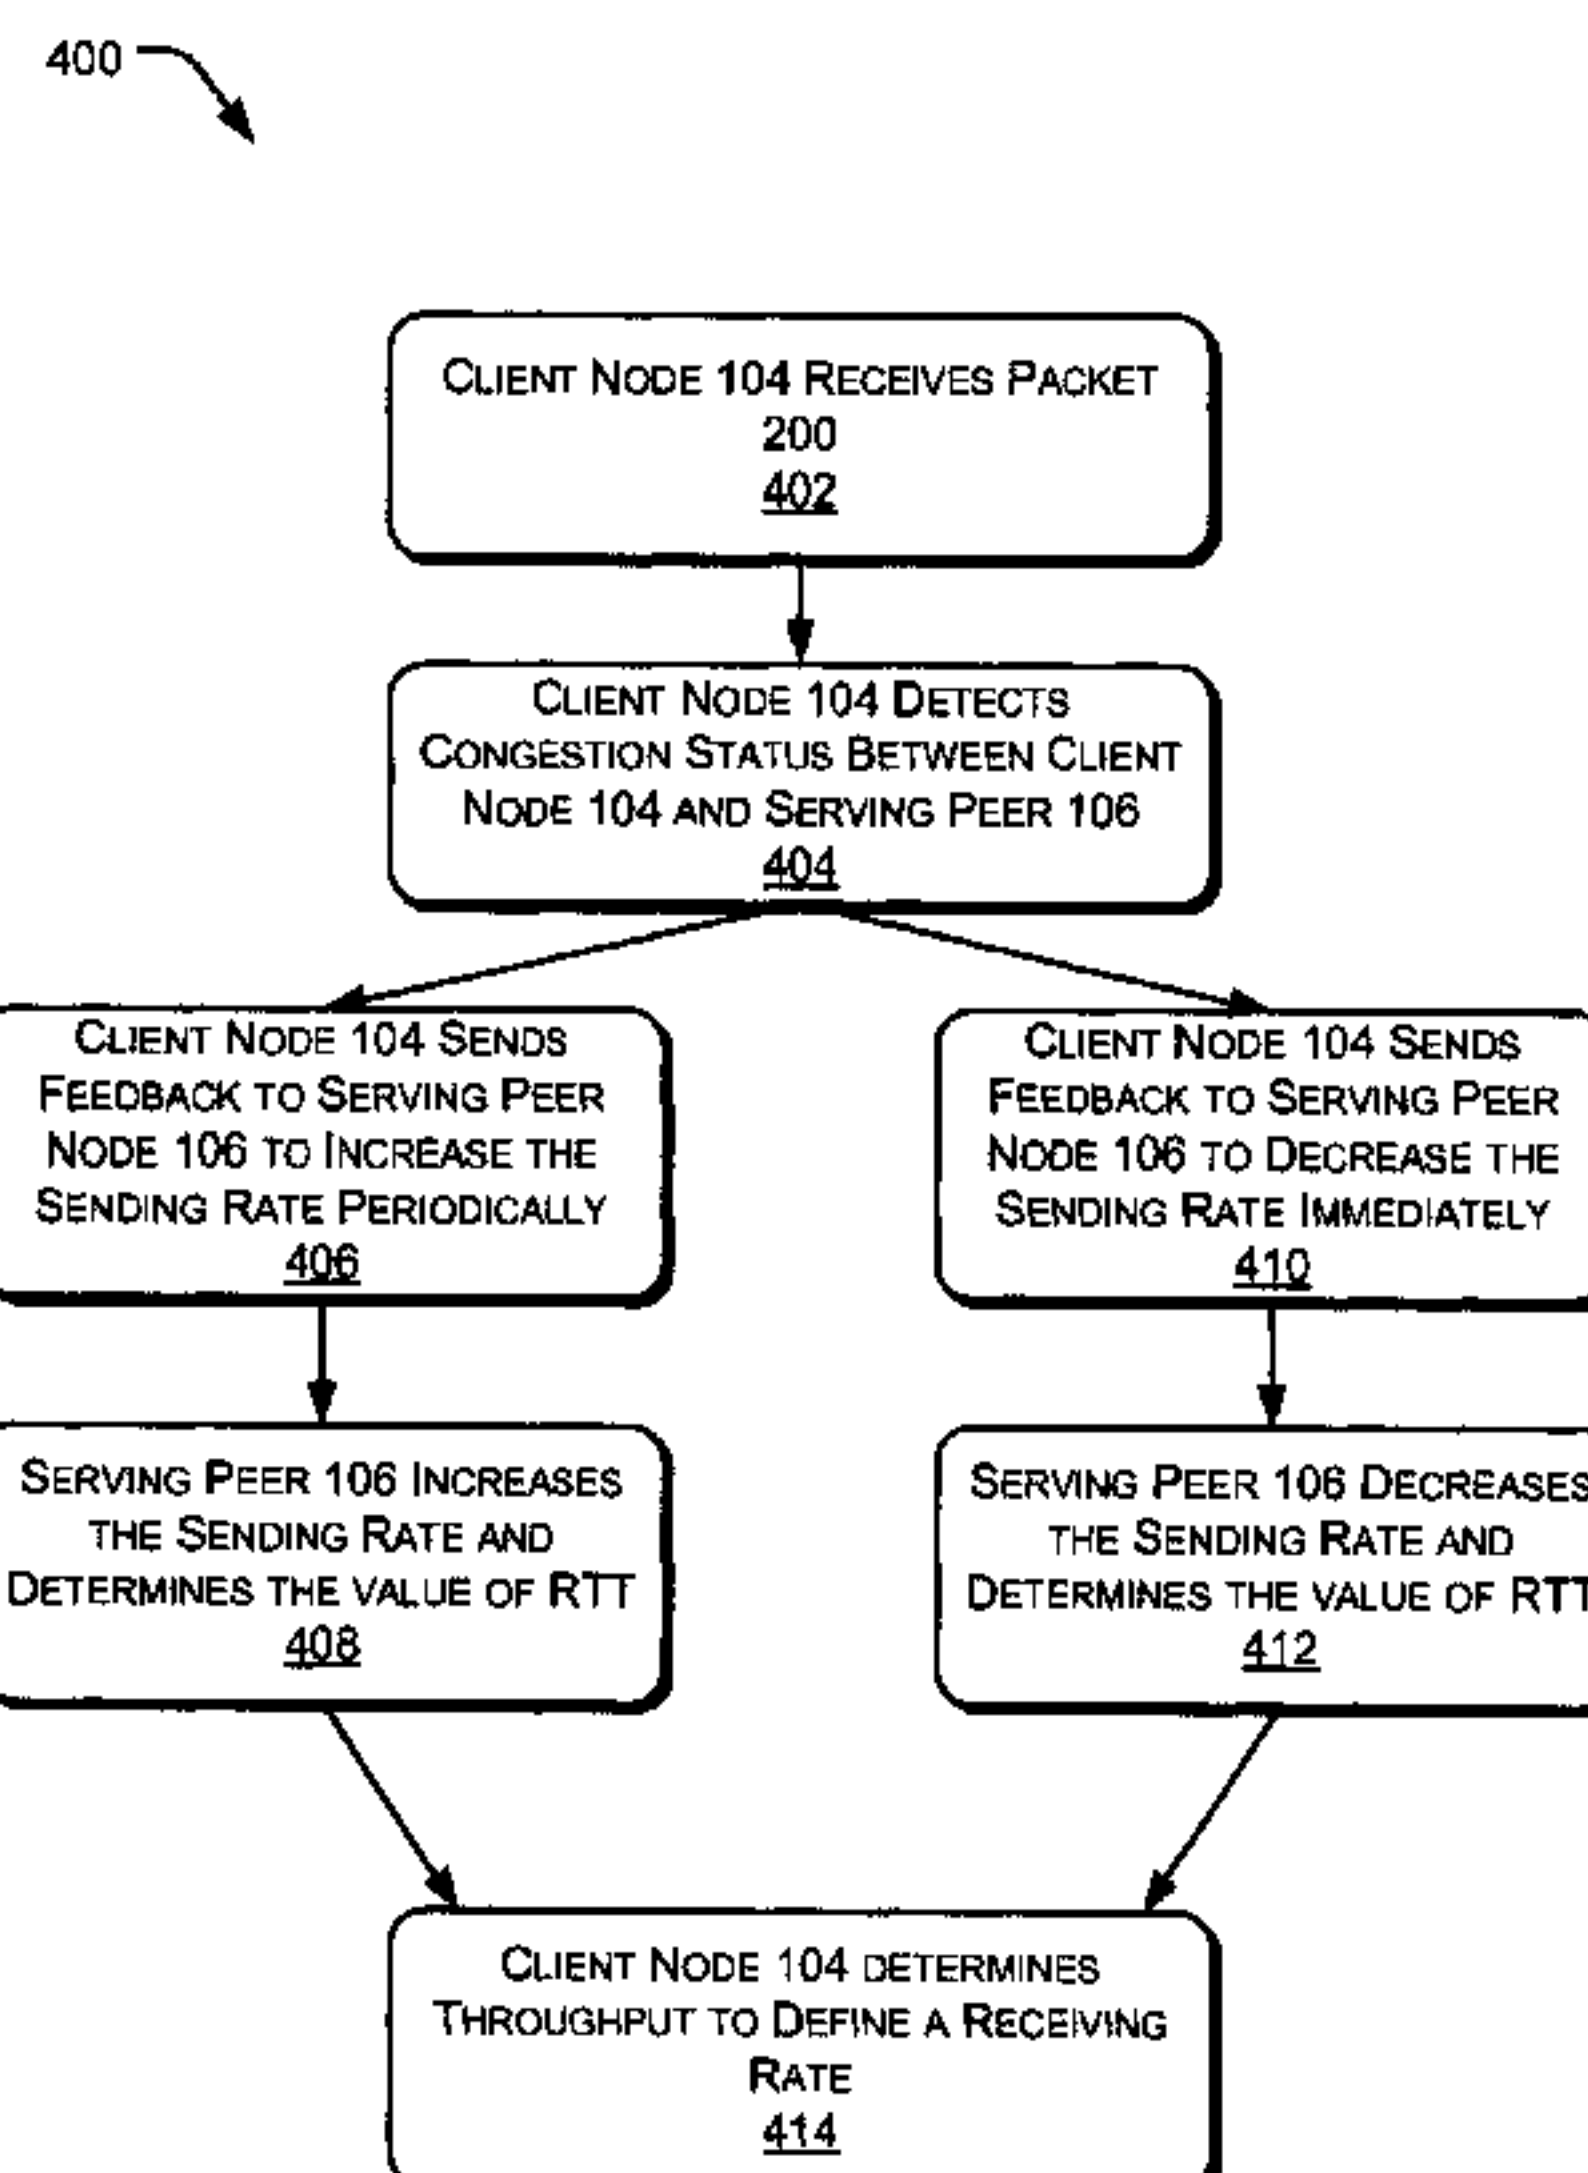 400
CLIENT NODE 104 RECEIVES PACKET
200
402
CLIENT NODE 104 DETECTS
CONGESTION STATUS BETWEEN CLIENT
NODE 104 AND SERVING PEER 106
404
CLIENT NODE 104 SENDS
FEEDBACK TO SERVING PEER
NODE 106 TO INCREASE THE
SENDING RATE PERIODICALLY
406
CLIENT NODE 104 SENDS
FEEDBACK TO SERVING PEER
NODE 106 TO DECREASE THE
SENDING RATE IMMEDIATELY
410
SERVING PEER 106 INCREASES
THE SENDING RATE AND
DETERMINES THE VALUE OF RTT
408
SERVING PEER 106 DECREASES
THE SENDING RATE AND
DETERMINES THE VALUE OF RTT
412
CLIENT NODE 104 DETERMINES
THROUGHPUT TO DEFINE A RECEIVING
RATE
414